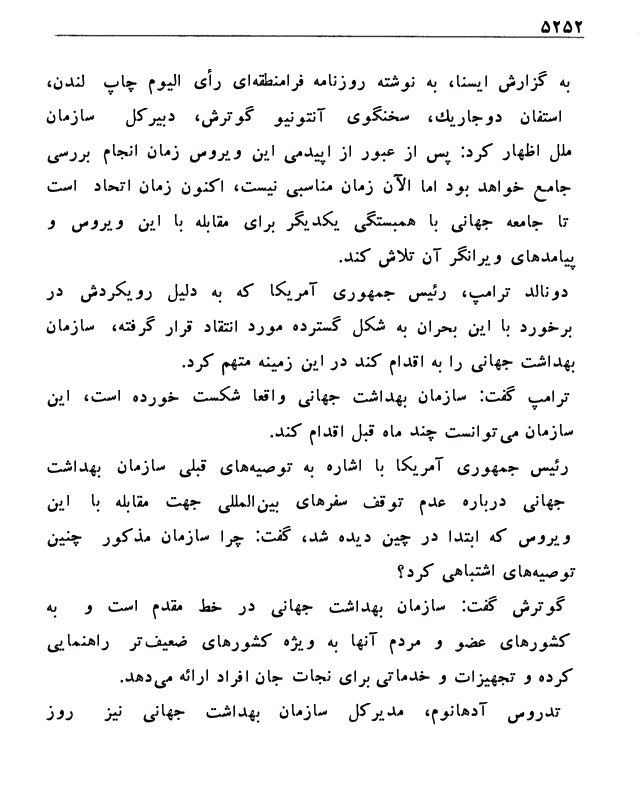 ۵۲۵۲
به گزارش ایسنا، به نوشته روزنامه فرامنطقه‌ای رأی الیوم چاپ لندن،
استفان دوجاریك، سخنگوی آنتونیو گوترش، دبیركل سازمان
ملل اظهار کرد: پس از عبور از اپیدمی این ویروس زمان انجام بررسی
جامع خواهد بود اما الآن زمان مناسبی نیست، اکنون زمان اتحاد است
تا جامعه جهانی با همبستگی یکدیگر برای مقابله با این ویروس و
پیامدهای ویرانگر آن تلاش کند.
دونالد ترامپ، رئیس جمهوری آمریکا که به دلیل رویکردش در
برخورد با این بحران به شکل گسترده مورد انتقاد قرار گرفته، سازمان
بهداشت جهانی را به اقدام کند در این زمینه متهم کرد.
ترامپ گفت: سازمان بهداشت جهانی واقعا شکست خورده است، این
سازمان می‌توانست چند ماه قبل اقدام کند.
رئیس جمهوری آمریکا با اشاره به توصیه‌های قبلی سازمان بهداشت
جهانی درباره عدم توقف سفرهای بین‌المللی جهت مقابله با این
ویروس که ابتدا در چین دیده شد، گفت: چرا سازمان مذکور چنین
توصیه‌های اشتباهی کرد؟
گوترش گفت: سازمان بهداشت جهانی در خط مقدم است و به
کشورهای عضو و مردم آنها به ویژه کشورهای ضعیف‌تر راهنمایی
کرده و تجهیزات و خدماتی برای نجات جان افراد ارائه می‌دهد.
تدروس آدهانوم، مدیرکل سازمان بهداشت جهانی نیز روز